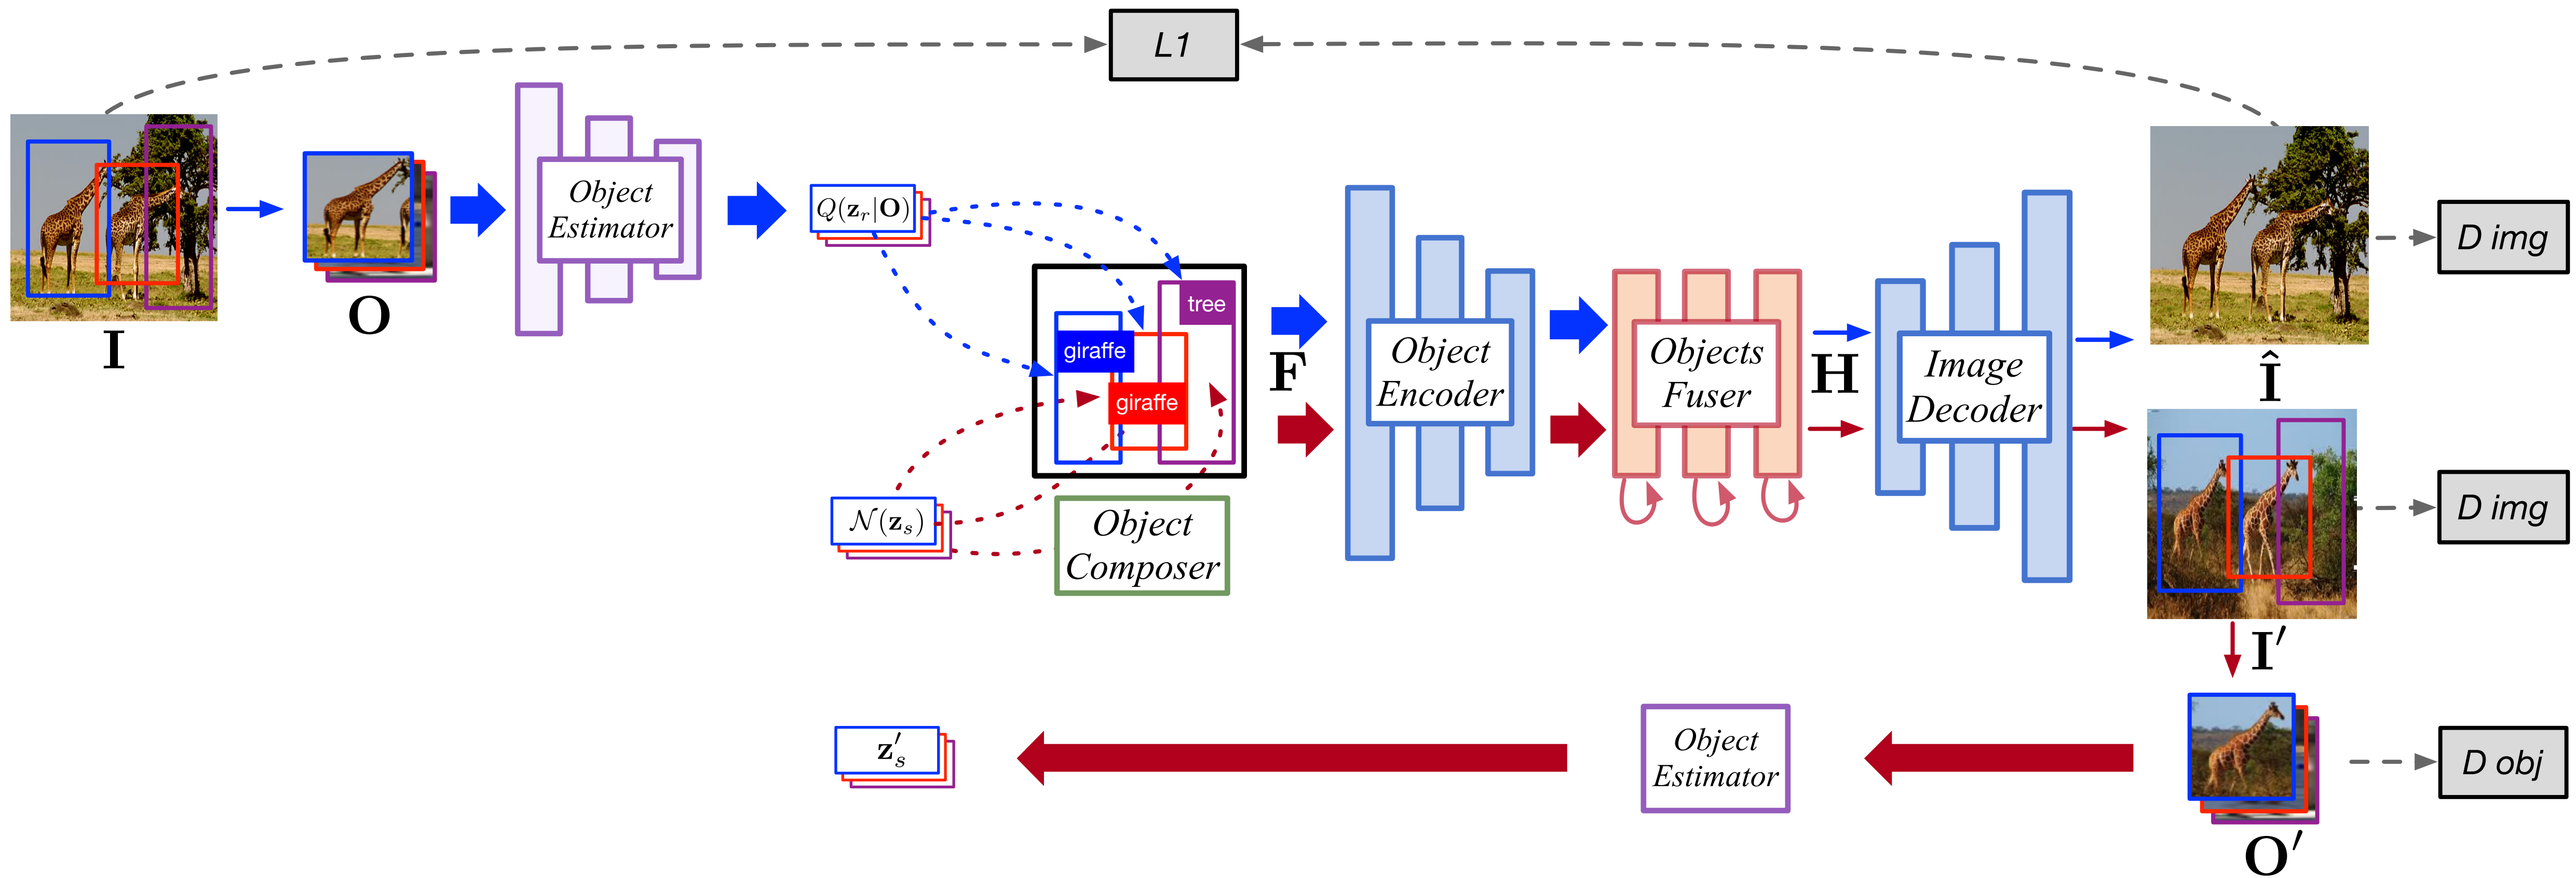 L1
I
O
Object
Estimator
Q(z_r|O)
tree
giraffe
giraffe
N(z_s)
Object
Composer
F
Object
Encoder
Objects
Fuser
H
Image
Decoder
Î
D img
D img
I′
z′_s
Object
Estimator
D obj
O′